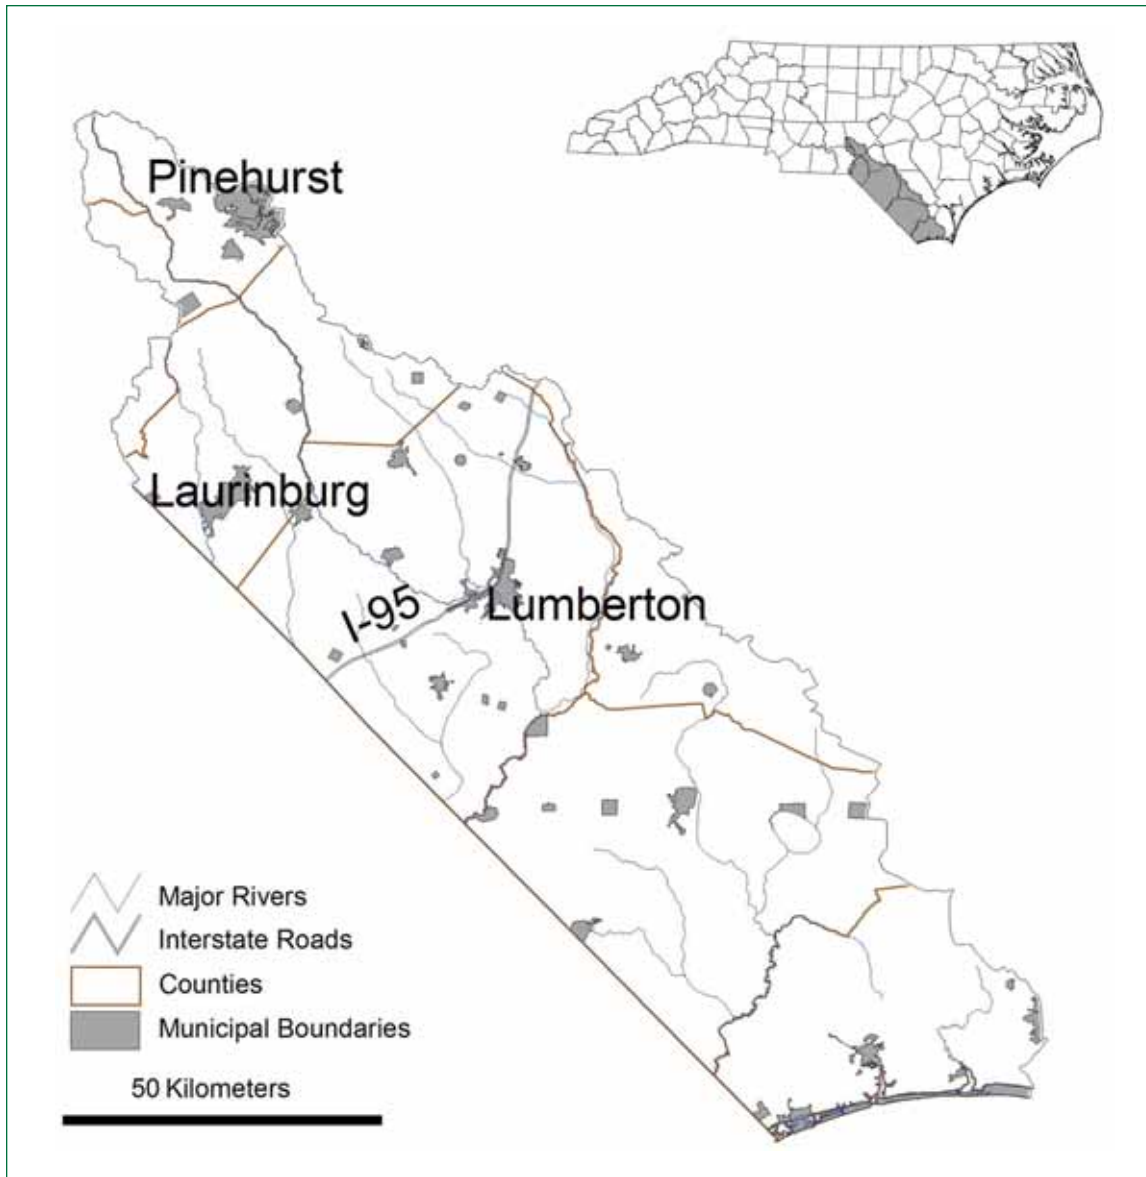 Pinehurst
Laurinburg
I-95
Lumberton
Major Rivers
Interstate Roads
Counties
Municipal Boundaries
50 Kilometers